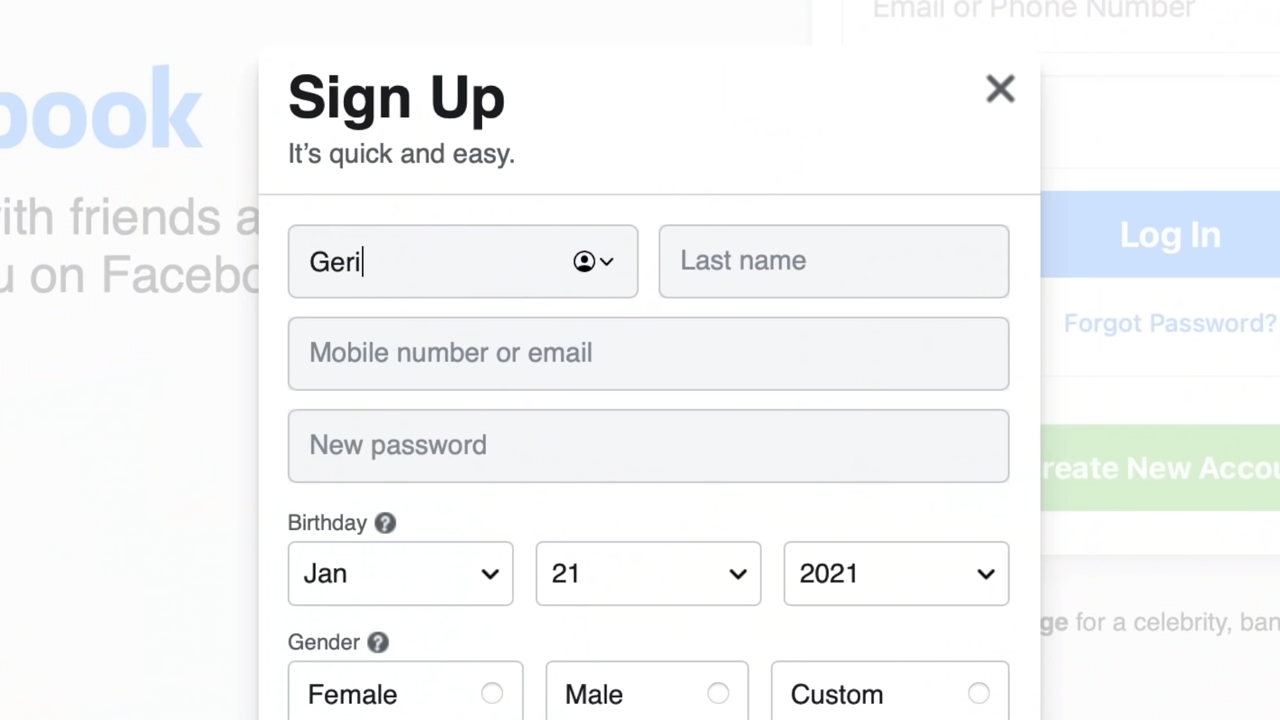 Email or Phone Number
Sign Up
It's quick and easy.
book
with friends a
u on Facebo
Geri
Last name
Log In
Mobile number or email
Forgot Password?
New password
reate New Accou
Birthday ?
Jan
21
2021
ge for a celebrity, ban
Gender ?
Female
Male
Custom